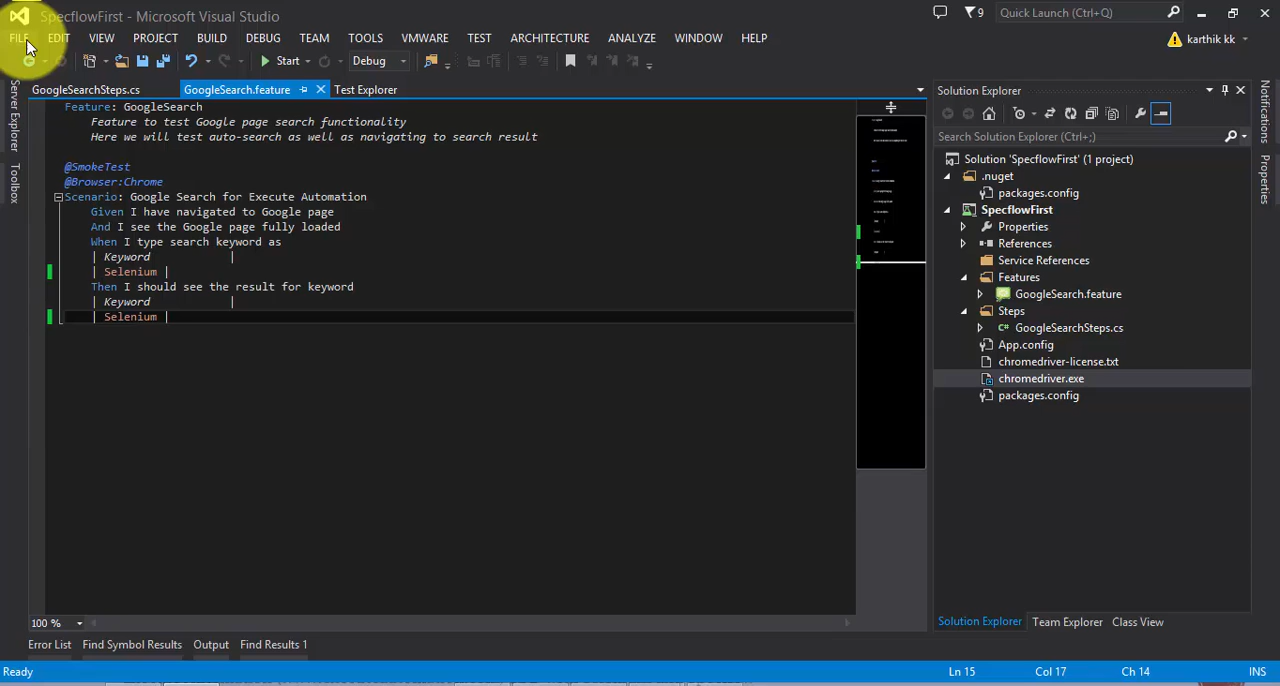 SpecflowFirst - Microsoft Visual Studio
9
Quick Launch (Ctrl+Q)
FILE EDIT VIEW PROJECT BUILD DEBUG TEAM TOOLS VMWARE TEST ARCHITECTURE ANALYZE WINDOW HELP
karthik kk
Start
Debug
Server Explorer
Toolbox
GoogleSearchSteps.cs
GoogleSearch.feature
Test Explorer
Feature: GoogleSearch
Feature to test Google page search functionality
Here we will test auto-search as well as navigating to search result
@SmokeTest
@Browser:Chrome
Scenario: Google Search for Execute Automation
Given I have navigated to Google page
And I see the Google page fully loaded
When I type search keyword as
| Keyword |
| Selenium |
Then I should see the result for keyword
| Keyword |
| Selenium |
100 %
Solution Explorer
Search Solution Explorer (Ctrl+;)
Solution 'SpecflowFirst' (1 project)
.nuget
packages.config
SpecflowFirst
Properties
References
Service References
Features
GoogleSearch.feature
Steps
GoogleSearchSteps.cs
App.config
chromedriver-license.txt
chromedriver.exe
packages.config
Solution Explorer Team Explorer Class View
Notifications
Properties
Error List Find Symbol Results Output Find Results 1
Ready
Ln 15 Col 17 Ch 14 INS